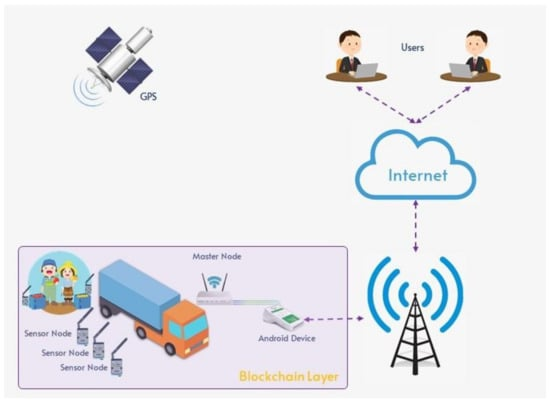 Users
GPS
Internet
Master Node
Sensor Node
Sensor Node
Sensor Node
Android Device
Blockchain Layer